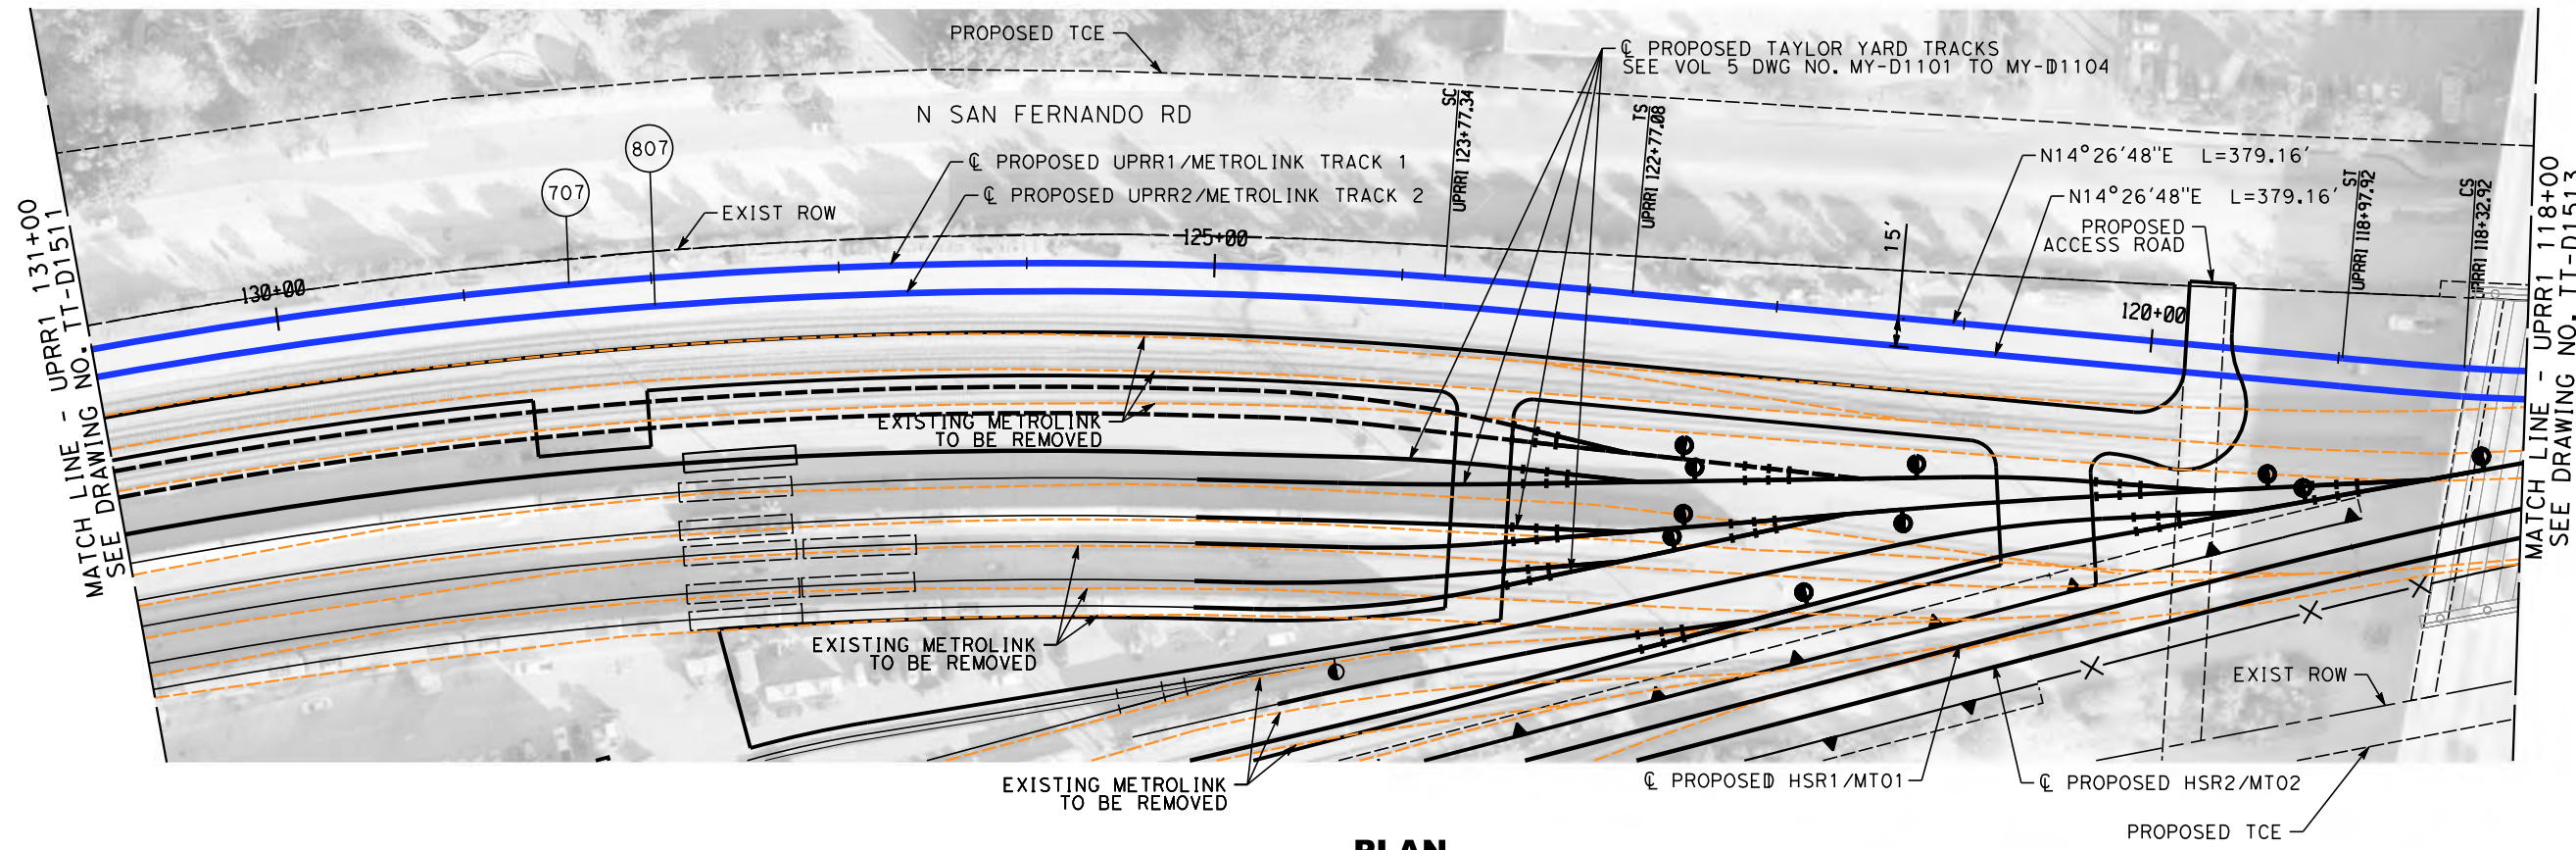 PROPOSED TCE
℄ PROPOSED TAYLOR YARD TRACKS
SEE VOL 5 DWG NO. MY-D1101 TO MY-D1104
N SAN FERNANDO RD
SC
UPRR1 123+77.34
TS
UPRR1 122+77.08
807
707
℄ PROPOSED UPRR1/METROLINK TRACK 1
℄ PROPOSED UPRR2/METROLINK TRACK 2
EXIST ROW
N14°26'48"E L=379.16'
N14°26'48"E L=379.16'
PROPOSED
ACCESS ROAD
15'
ST
UPRR1 118+97.92
CS
UPRR1 118+32.92
130+00
125+00
120+00
MATCH LINE - UPRR1 131+00
SEE DRAWING NO. TT-D1511
MATCH LINE - UPRR1 118+00
SEE DRAWING NO. TT-D1513
EXISTING METROLINK
TO BE REMOVED
EXISTING METROLINK
TO BE REMOVED
EXISTING METROLINK
TO BE REMOVED
EXIST ROW
℄ PROPOSED HSR1/MT01
℄ PROPOSED HSR2/MT02
PROPOSED TCE
PLAN